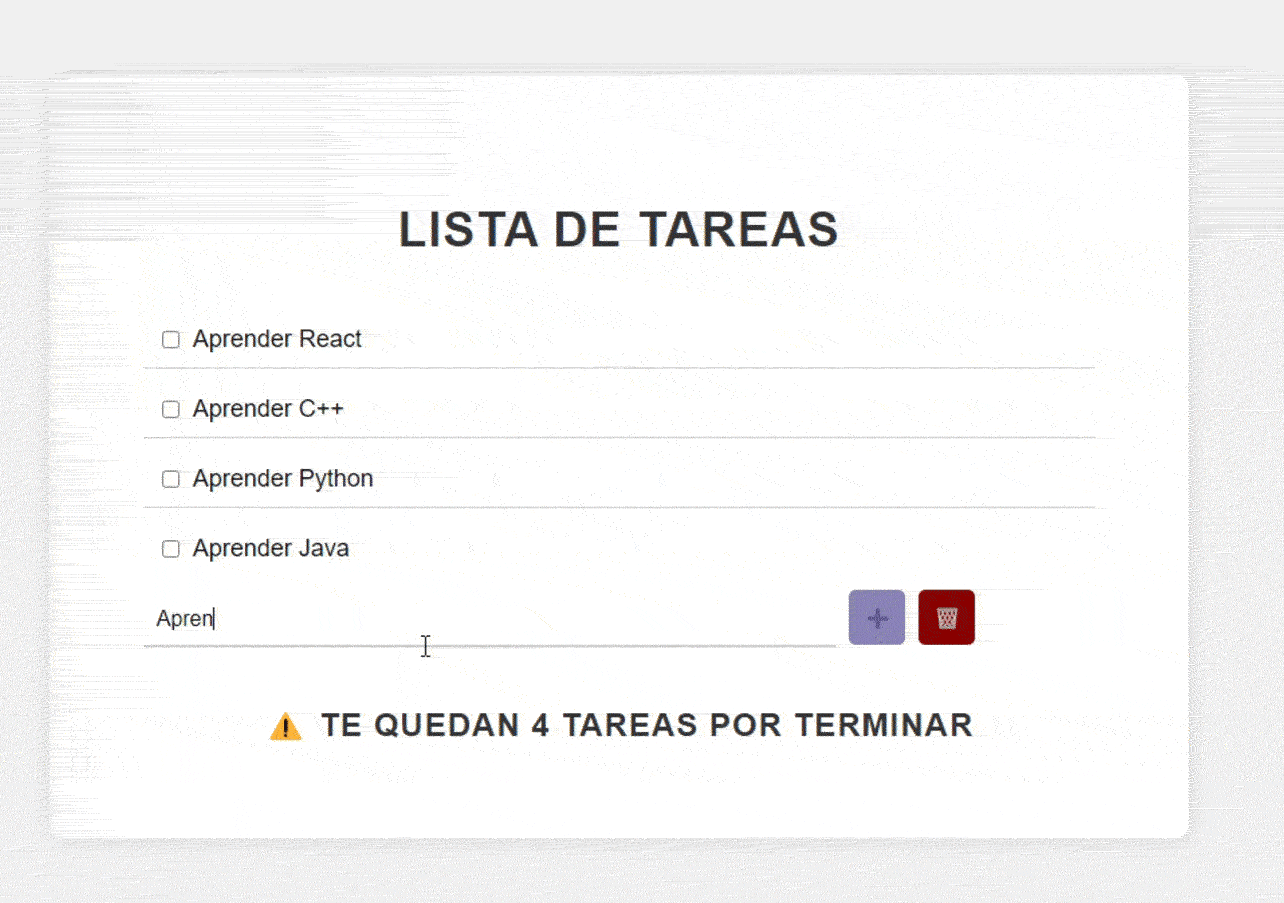 LISTA DE TAREAS
Aprender React
Aprender C++
Aprender Python
Aprender Java
Apren
TE QUEDAN 4 TAREAS POR TERMINAR